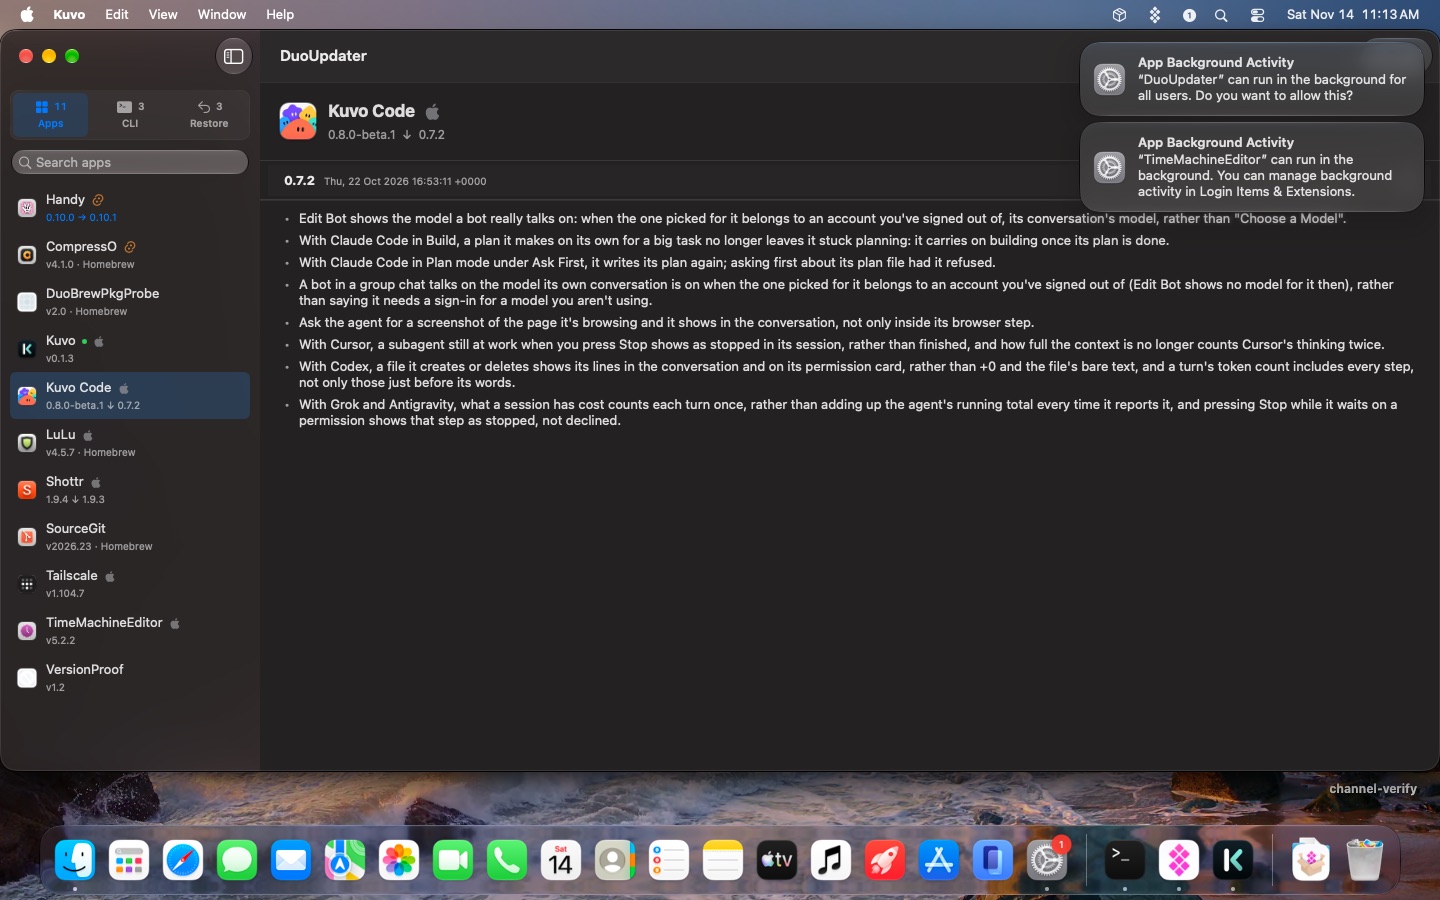 Kuvo Edit View Window Help
1
Sat Nov 14 11:13 AM
DuoUpdater
11
Apps
3
CLI
3
Restore
Search apps
Handy
0.10.0 → 0.10.1
CompressO
v4.1.0 · Homebrew
DuoBrewPkgProbe
v2.0 · Homebrew
Kuvo
v0.1.3
Kuvo Code
0.8.0-beta.1 ↓ 0.7.2
LuLu
v4.5.7 · Homebrew
Shottr
1.9.4 ↓ 1.9.3
SourceGit
v2026.23 · Homebrew
Tailscale
v1.104.7
TimeMachineEditor
v5.2.2
VersionProof
v1.2
Kuvo Code
0.8.0-beta.1 ↓ 0.7.2
0.7.2 Thu, 22 Oct 2026 16:53:11 +0000
• Edit Bot shows the model a bot really talks on: when the one picked for it belongs to an account you've signed out of, its conversation's model, rather than "Choose a Model".
• With Claude Code in Build, a plan it makes on its own for a big task no longer leaves it stuck planning: it carries on building once its plan is done.
• With Claude Code in Plan mode under Ask First, it writes its plan again; asking first about its plan file had it refused.
• A bot in a group chat talks on the model its own conversation is on when the one picked for it belongs to an account you've signed out of (Edit Bot shows no model for it then), rather
than saying it needs a sign-in for a model you aren't using.
• Ask the agent for a screenshot of the page it's browsing and it shows in the conversation, not only inside its browser step.
• With Cursor, a subagent still at work when you press Stop shows as stopped in its session, rather than finished, and how full the context is no longer counts Cursor's thinking twice.
• With Codex, a file it creates or deletes shows its lines in the conversation and on its permission card, rather than +0 and the file's bare text, and a turn's token count includes every step,
not only those just before its words.
• With Grok and Antigravity, what a session has cost counts each turn once, rather than adding up the agent's running total every time it reports it, and pressing Stop while it waits on a
permission shows that step as stopped, not declined.
App Background Activity
“DuoUpdater” can run in the background for
all users. Do you want to allow this?
App Background Activity
“TimeMachineEditor” can run in the
background. You can manage background
activity in Login Items & Extensions.
channel-verify
Sat
14
tv
1
>_
K